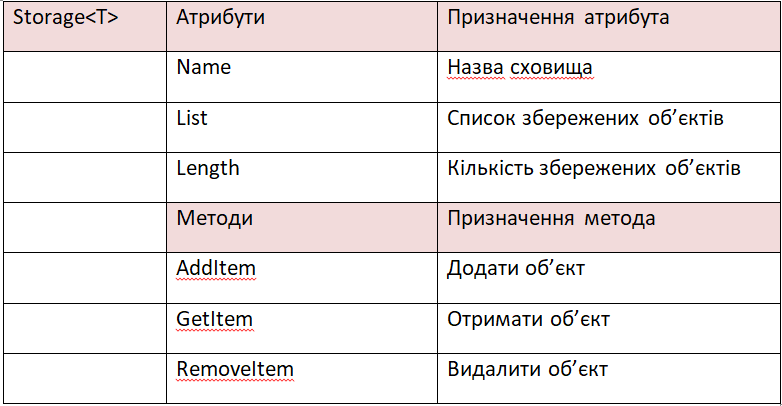 Storage<T> Атрибути Призначення атрибута
Name Назва сховища
List Список збережених об’єктів
Length Кількість збережених об’єктів
Методи Призначення метода
AddItem Додати об’єкт
GetItem Отримати об’єкт
RemoveItem Видалити об’єкт